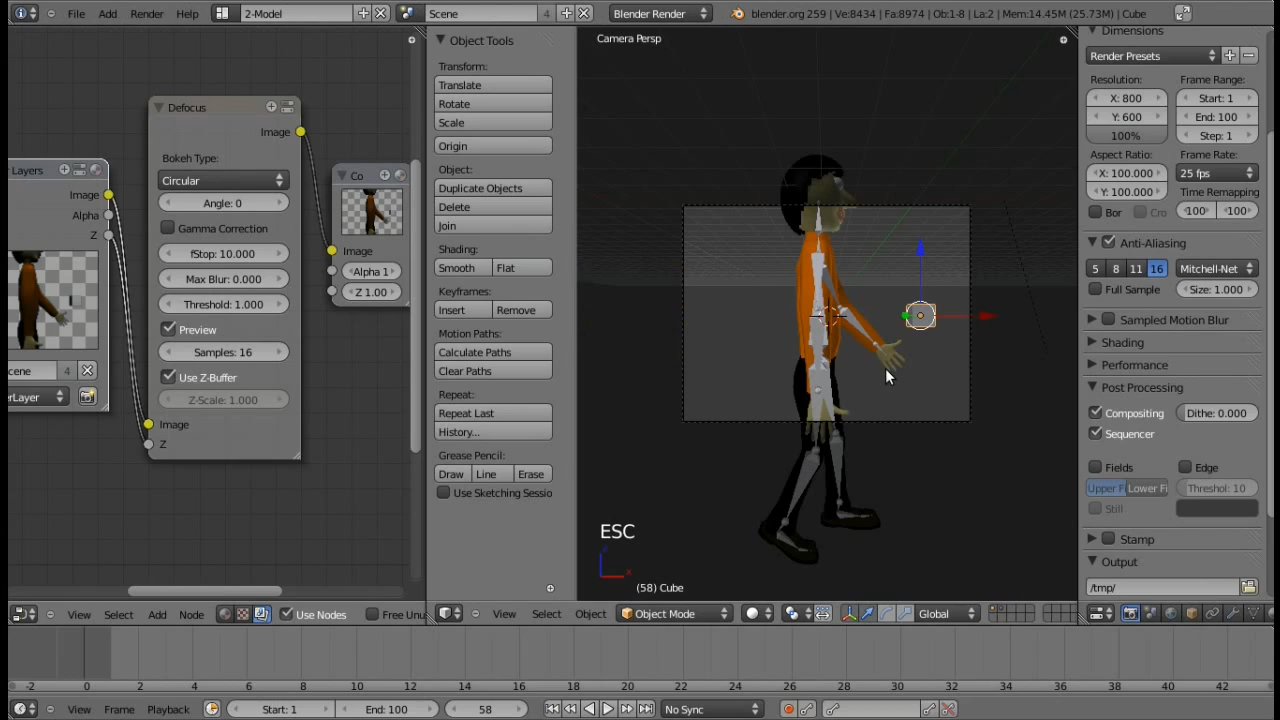 File Add Render Help 2-Model Scene 4 Blender Render blender.org 259 | Ve:8434 | Fa:8974 | Ob:1-8 | La:2 | Mem:14.45M (25.73M) | Cube
Layers
Image
Alpha
Z
cene 4
rLayer
Defocus
Image
Bokeh Type:
Circular
Angle: 0
Gamma Correction
fStop: 10.000
Max Blur: 0.000
Threshold: 1.000
Preview
Samples: 16
Use Z-Buffer
Z-Scale: 1.000
Image
Z
Co
Image
Alpha 1
Z 1.00
View Select Add Node Use Nodes Free Unu
Object Tools
Transform:
Translate
Rotate
Scale
Origin
Object:
Duplicate Objects
Delete
Join
Shading:
Smooth Flat
Keyframes:
Insert Remove
Motion Paths:
Calculate Paths
Clear Paths
Repeat:
Repeat Last
History...
Grease Pencil:
Draw Line Erase
Use Sketching Sessio
Camera Persp
ESC
z
x
(58) Cube
View Select Object Object Mode Global
Dimensions
Render Presets
Resolution: Frame Range:
X: 800 Start: 1
Y: 600 End: 100
100% Step: 1
Aspect Ratio: Frame Rate:
X: 100.000 25 fps
Y: 100.000 Time Remapping
Bor Cro 100 100
Anti-Aliasing
5 8 11 16 Mitchell-Net
Full Sample Size: 1.000
Sampled Motion Blur
Shading
Performance
Post Processing
Compositing Dithe: 0.000
Sequencer
Fields Edge
Upper Fi Lower Fi Threshol: 10
Still
Stamp
Output
/tmp/
-2 0 2 4 6 8 10 12 14 16 18 20 22 24 26 28 30 32 34 36 38 40 42
View Frame Playback Start: 1 End: 100 58 No Sync